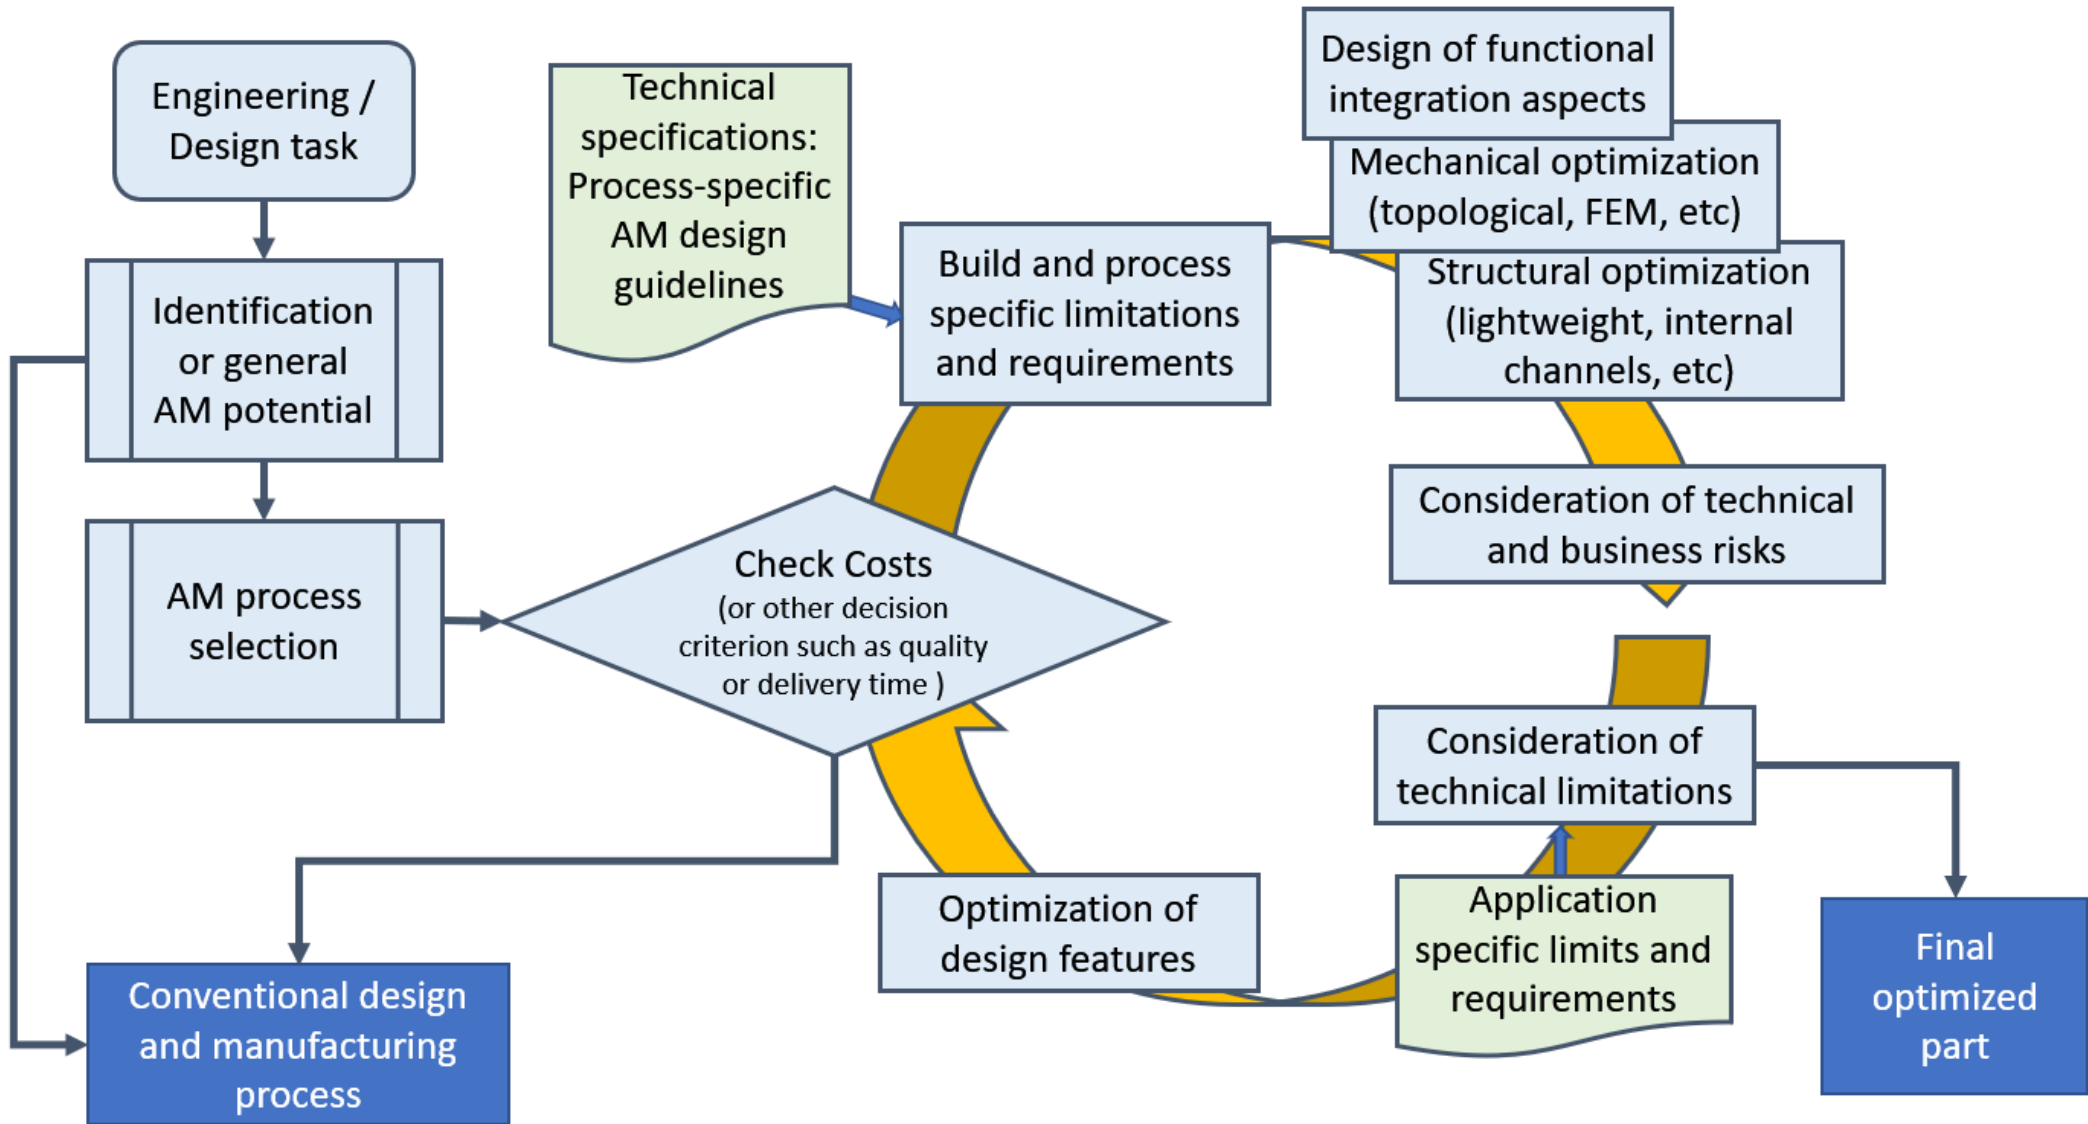 Engineering /
Design task
Identification
or general
AM potential
AM process
selection
Conventional design
and manufacturing
process
Technical
specifications:
Process-specific
AM design
guidelines
Build and process
specific limitations
and requirements
Check Costs
(or other decision
criterion such as quality
or delivery time )
Design of functional
integration aspects
Mechanical optimization
(topological, FEM, etc)
Structural optimization
(lightweight, internal
channels, etc)
Consideration of technical
and business risks
Consideration of
technical limitations
Application
specific limits and
requirements
Optimization of
design features
Final
optimized
part